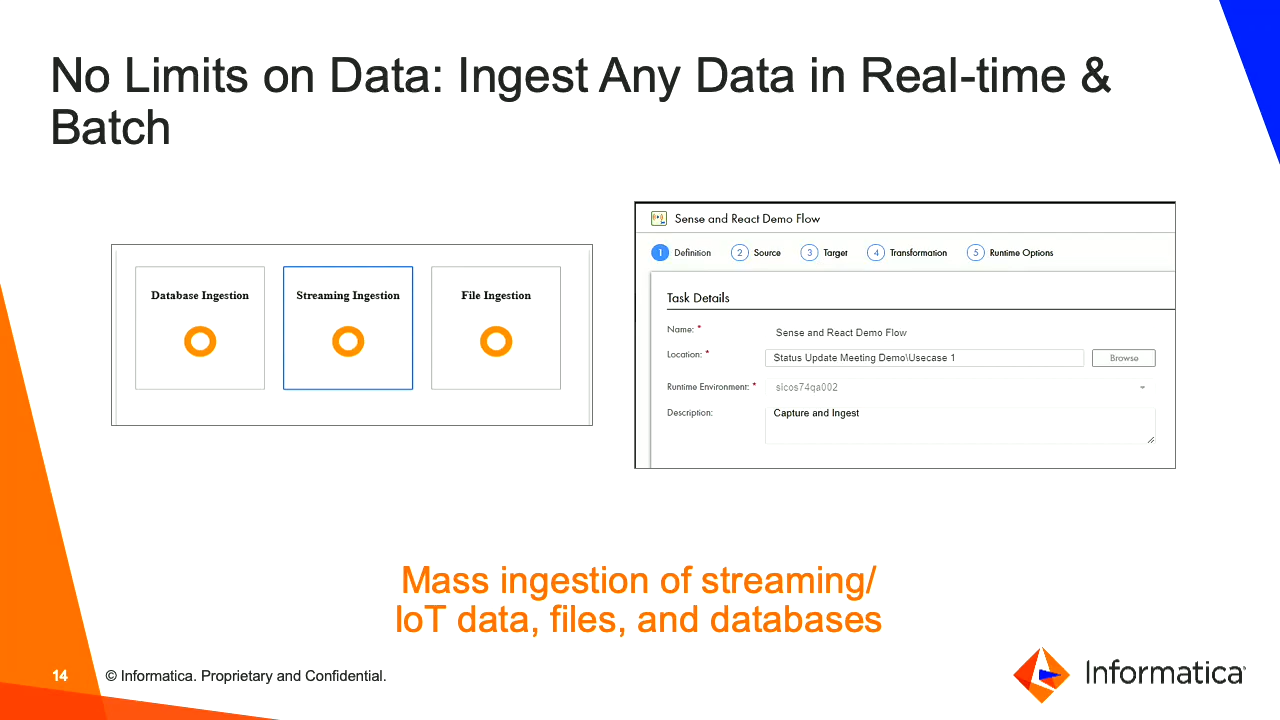 No Limits on Data: Ingest Any Data in Real-time &
Batch
Database Ingestion
Streaming Ingestion
File Ingestion
Sense and React Demo Flow
1 Definition 2 Source 3 Target 4 Transformation 5 Runtime Options
Task Details
Name: * Sense and React Demo Flow
Location: * Status Update Meeting Demo\Usecase 1 Browse
Runtime Environment: * slcos74qa002
Description: Capture and Ingest
Mass ingestion of streaming/
IoT data, files, and databases
14 © Informatica. Proprietary and Confidential.
Informatica